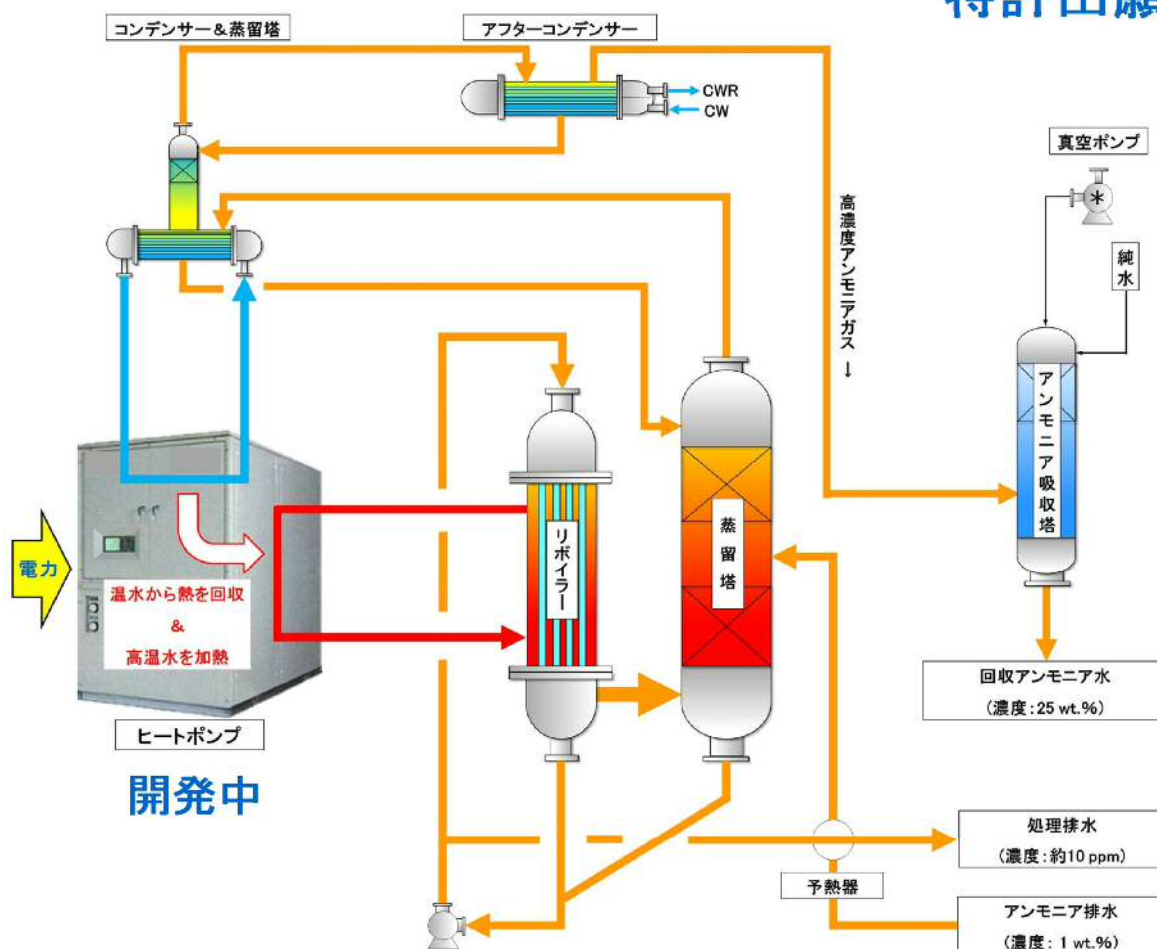 特許出願
コンデンサー&蒸留塔
アフターコンデンサー
CWR
CW
真空ポンプ
純水
高濃度アンモニアガス →
アンモニア吸収塔
リボイラー
蒸留塔
電力
温水から熱を回収
&
高温水を加熱
ヒートポンプ
開発中
回収アンモニア水
(濃度:25 wt.%)
処理排水
(濃度:約10 ppm)
予熱器
アンモニア排水
(濃度:1 wt.%)